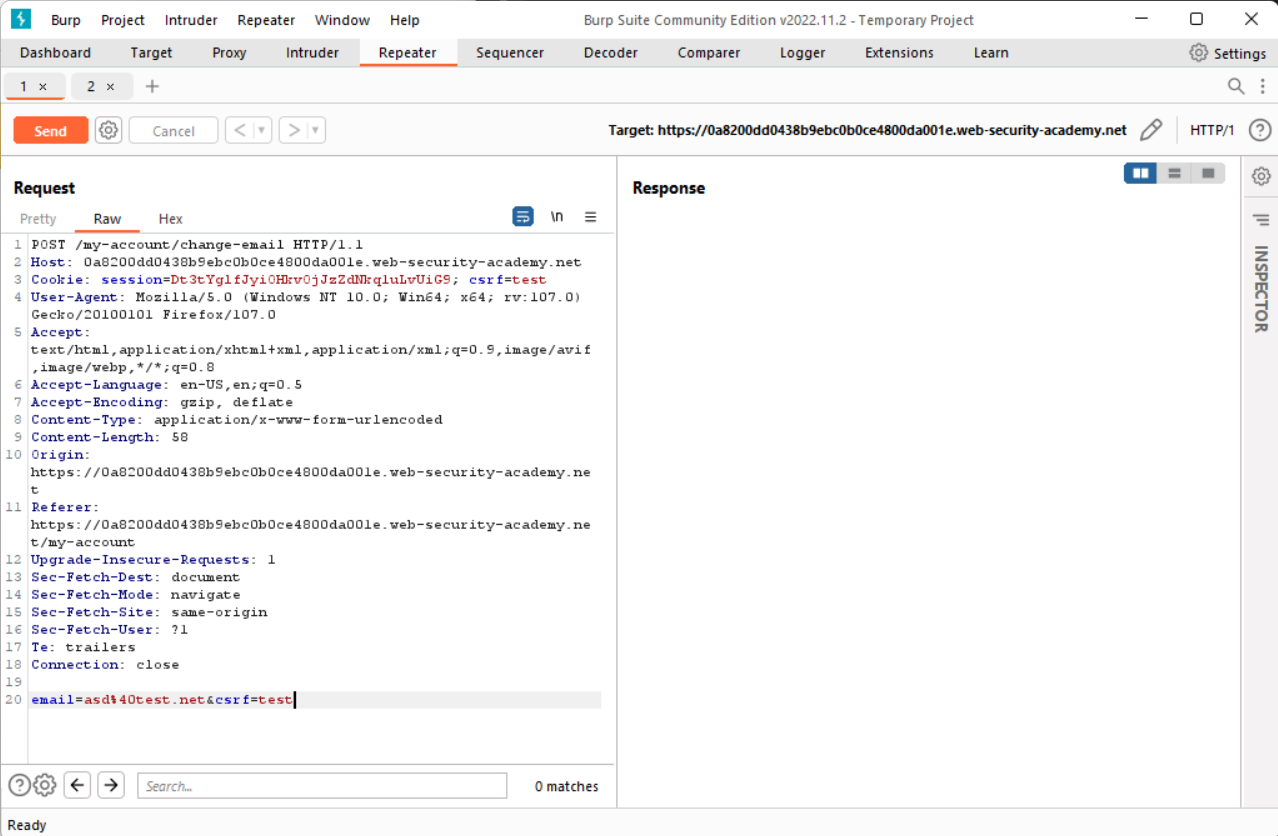 Burp Project Intruder Repeater Window Help Burp Suite Community Edition v2022.11.2 - Temporary Project
Dashboard Target Proxy Intruder Repeater Sequencer Decoder Comparer Logger Extensions Learn Settings
1 × 2 × +
Send Cancel < > Target: https://0a8200dd0438b9ebc0b0ce4800da001e.web-security-academy.net HTTP/1 ?
Request
Response
Pretty Raw Hex \n
1 POST /my-account/change-email HTTP/1.1
2 Host: 0a8200dd0438b9ebc0b0ce4800da001e.web-security-academy.net
3 Cookie: csrf=test
4 User-Agent: Mozilla/5.0 (Windows NT 10.0; Win64; x64; rv:107.0)
Gecko/20100101 Firefox/107.0
5 Accept:
text/html,application/xhtml+xml,application/xml;q=0.9,image/avif
,image/webp,*/*;q=0.8
6 Accept-Language: en-US,en;q=0.5
7 Accept-Encoding: gzip, deflate
8 Content-Type: application/x-www-form-urlencoded
9 Content-Length: 58
10 Origin:
https://0a8200dd0438b9ebc0b0ce4800da001e.web-security-academy.ne
t
11 Referer:
https://0a8200dd0438b9ebc0b0ce4800da001e.web-security-academy.ne
t/my-account
12 Upgrade-Insecure-Requests: 1
13 Sec-Fetch-Dest: document
14 Sec-Fetch-Mode: navigate
15 Sec-Fetch-Site: same-origin
16 Sec-Fetch-User: ?1
17 Te: trailers
18 Connection: close
19
20 email=asd%40test.net&csrf=test
INSPECTOR
Search...
0 matches
Ready